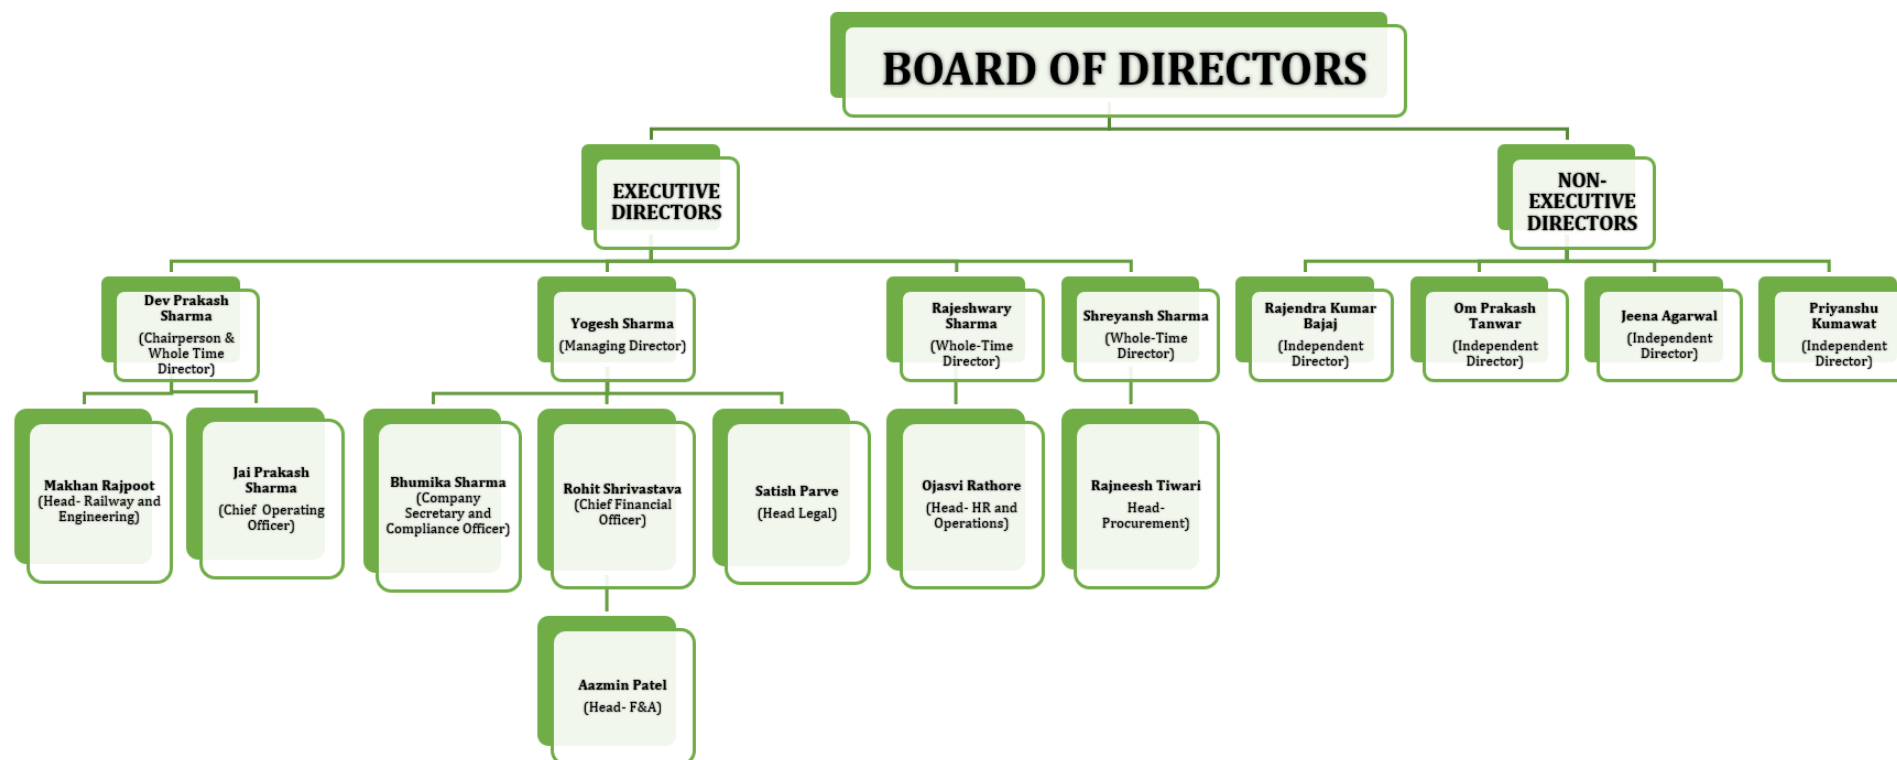 BOARD OF DIRECTORS
EXECUTIVE
DIRECTORS
NON-
EXECUTIVE
DIRECTORS
Dev Prakash
Sharma
(Chairperson &
Whole Time
Director)
Yogesh Sharma
(Managing Director)
Rajeshwary
Sharma
(Whole-Time
Director)
Shreyansh Sharma
(Whole-Time
Director)
Rajendra Kumar
Bajaj
(Independent
Director)
Om Prakash
Tanwar
(Independent
Director)
Jeena Agarwal
(Independent
Director)
Priyanshu
Kumawat
(Independent
Director)
Makhan Rajpoot
(Head- Railway and
Engineering)
Jai Prakash
Sharma
(Chief Operating
Officer)
Bhumika Sharma
(Company
Secretary and
Compliance Officer)
Rohit Shrivastava
(Chief Financial
Officer)
Satish Parve
(Head Legal)
Ojasvi Rathore
(Head- HR and
Operations)
Rajneesh Tiwari
Head-
Procurement)
Aazmin Patel
(Head- F&A)